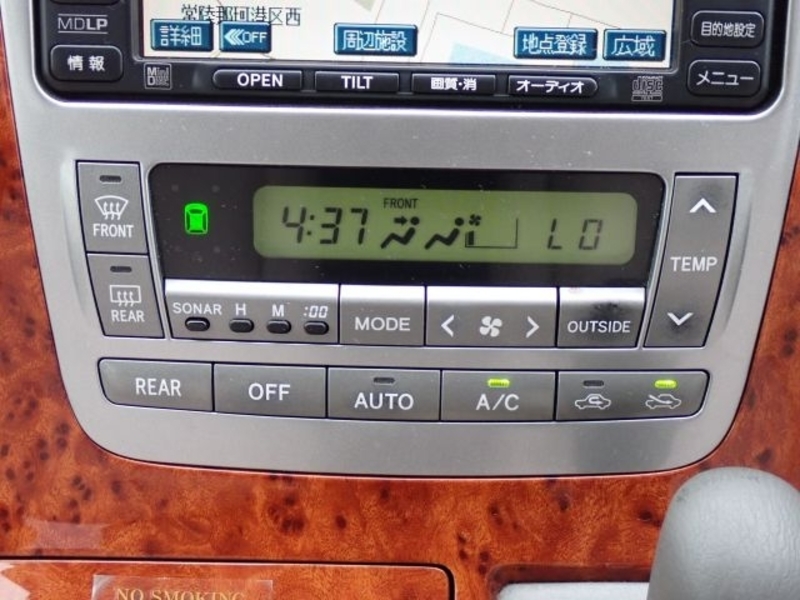 常陸那珂港区西
MDLP
詳細
≪OFF
周辺施設
地点登録
広域
目的地設定
情報
Mini Disc
OPEN
TILT
画質・消
オーディオ
disc
メニュー
FRONT
4:37
LO
FRONT
REAR
TEMP
SONAR H M :00
MODE
OUTSIDE
REAR
OFF
AUTO
A/C
NO SMOKING